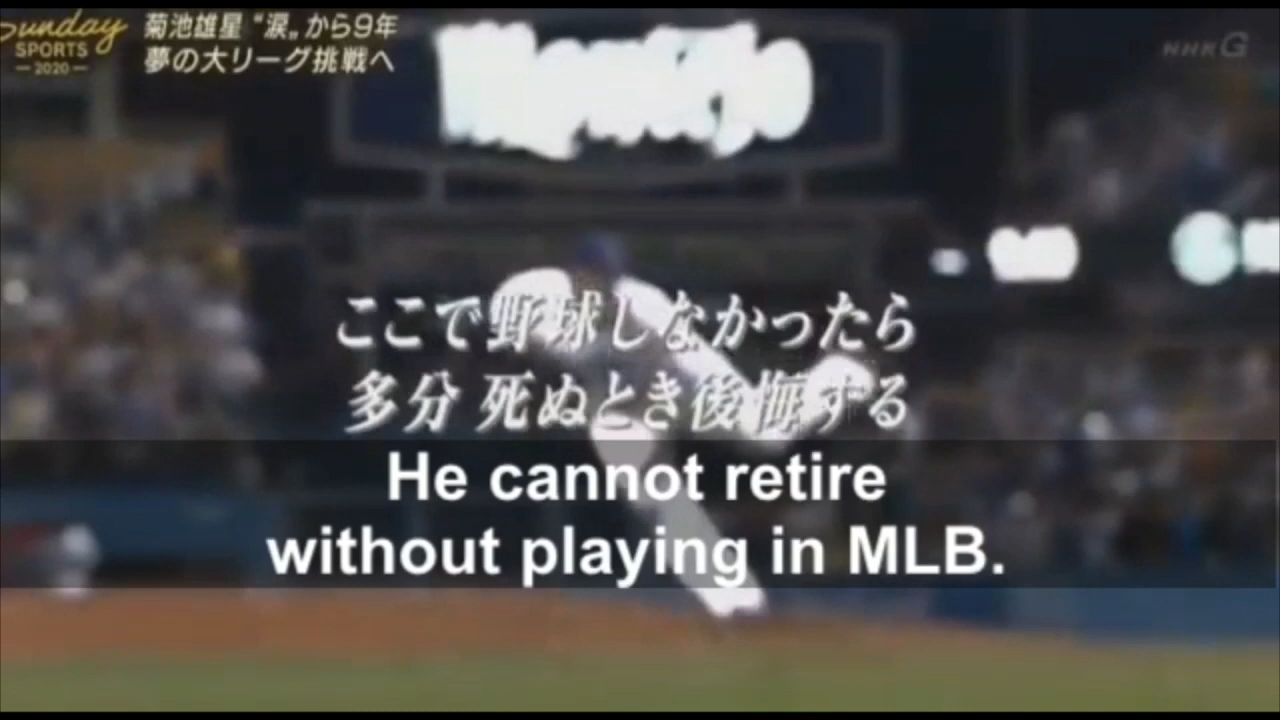 Sunday
SPORTS
—2020—
菊池雄星 “涙„から9年
夢の大リーグ挑戦へ
NHK G
ここで野球しなかったら
多分 死ぬとき後悔する
He cannot retire
without playing in MLB.